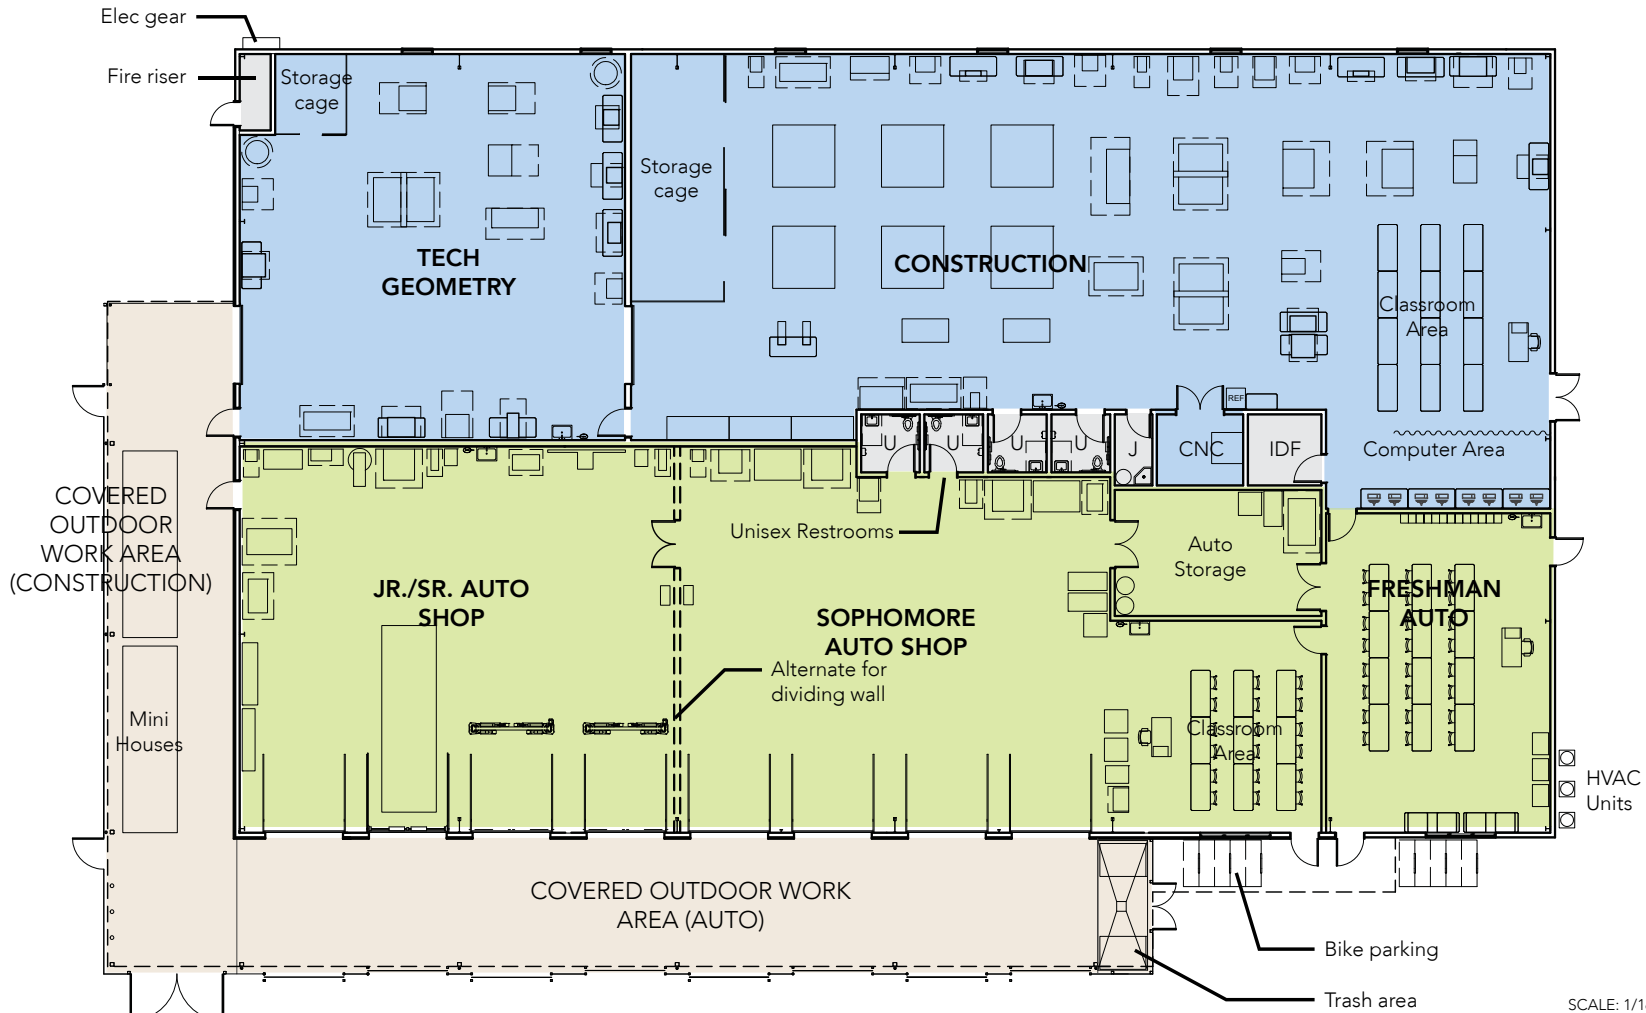 Elec gear
Fire riser
Storage
cage
Storage
cage
TECH
GEOMETRY
CONSTRUCTION
Classroom
Area
REF
U
U
U
U
J
CNC
IDF
Computer Area
COVERED
OUTDOOR
WORK AREA
(CONSTRUCTION)
Unisex Restrooms
Auto
Storage
JR./SR. AUTO
SHOP
SOPHOMORE
AUTO SHOP
FRESHMAN
AUTO
Alternate for
dividing wall
Mini
Houses
Classroom
Area
HVAC
Units
COVERED OUTDOOR WORK
AREA (AUTO)
Bike parking
Trash area